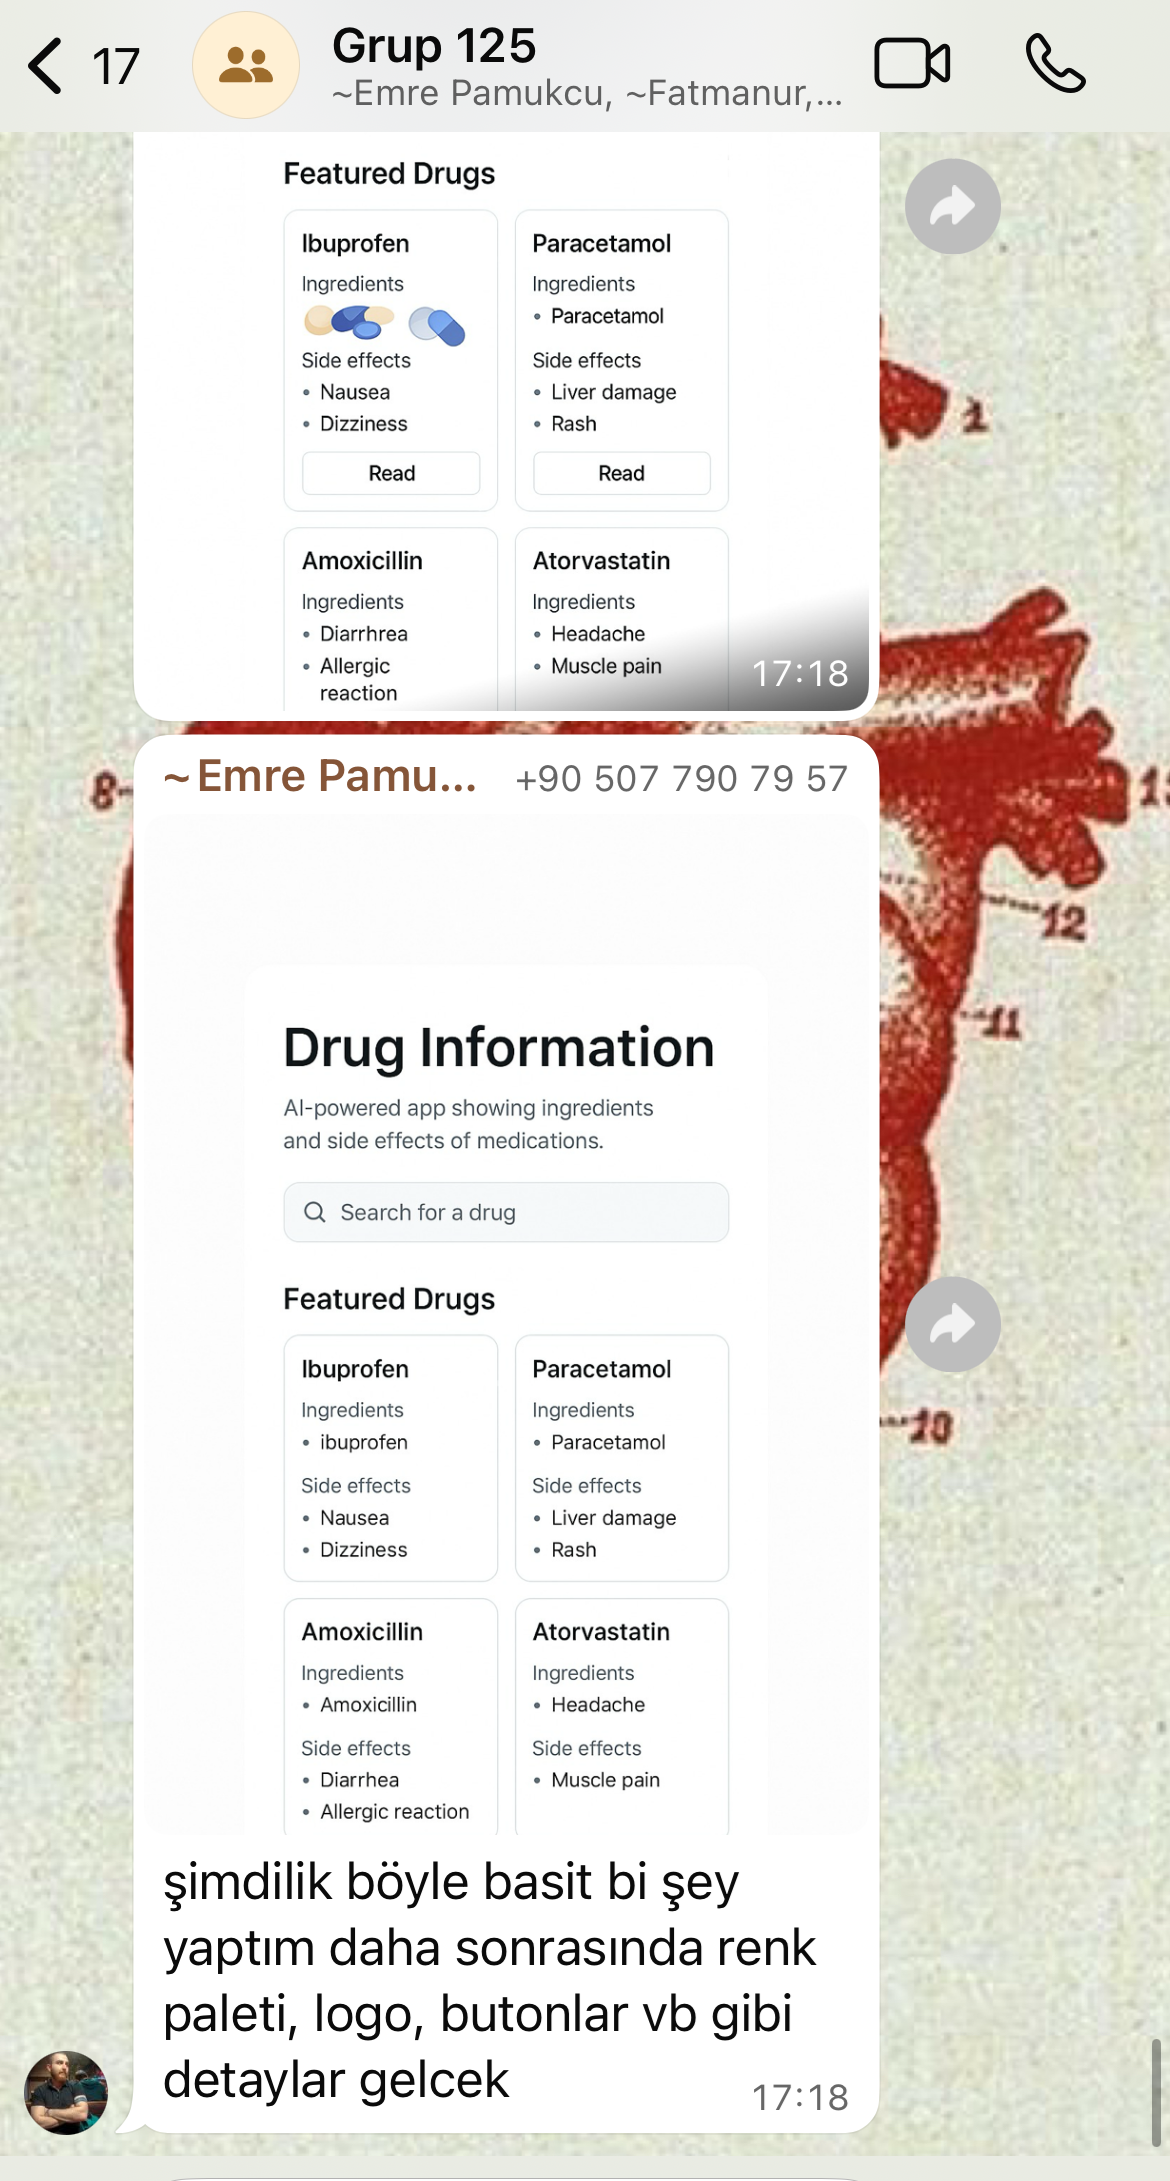 17
Grup 125
~Emre Pamukcu, ~Fatmanur,...
Featured Drugs
Ibuprofen
Ingredients
Side effects
• Nausea
• Dizziness
Read
Paracetamol
Ingredients
• Paracetamol
Side effects
• Liver damage
• Rash
Read
Amoxicillin
Ingredients
• Diarrhrea
• Allergic
reaction
Atorvastatin
Ingredients
• Headache
• Muscle pain
17:18
1
8
~Emre Pamu... +90 507 790 79 57
12
11
10
Drug Information
AI-powered app showing ingredients
and side effects of medications.
Search for a drug
Featured Drugs
Ibuprofen
Ingredients
• ibuprofen
Side effects
• Nausea
• Dizziness
Paracetamol
Ingredients
• Paracetamol
Side effects
• Liver damage
• Rash
Amoxicillin
Ingredients
• Amoxicillin
Side effects
• Diarrhea
• Allergic reaction
Atorvastatin
Ingredients
• Headache
Side effects
• Muscle pain
şimdilik böyle basit bi şey
yaptım daha sonrasında renk
paleti, logo, butonlar vb gibi
detaylar gelcek
17:18